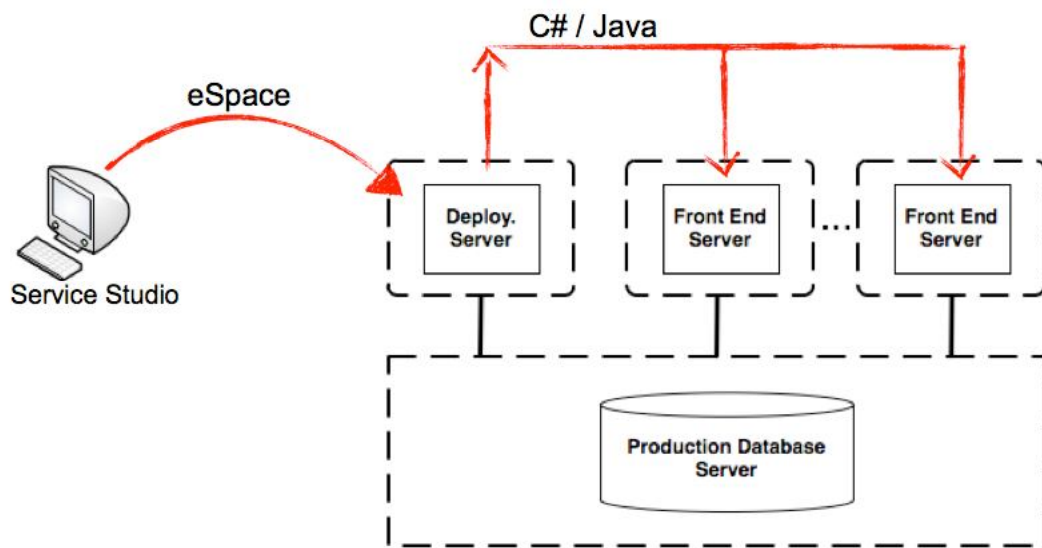 C# / Java
eSpace
Deploy.
Server
Front End
Server
...
Front End
Server
Service Studio
Production Database
Server